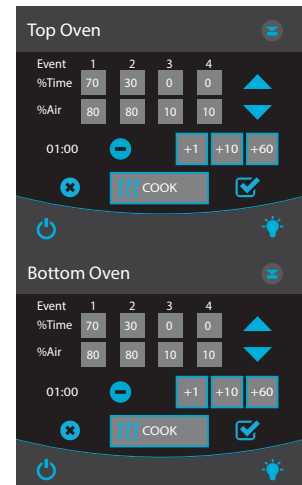 Top Oven
Event 1 2 3 4
%Time 70 30 0 0
%Air 80 80 10 10
01:00 +1 +10 +60
COOK
Bottom Oven
Event 1 2 3 4
%Time 70 30 0 0
%Air 80 80 10 10
01:00 +1 +10 +60
COOK